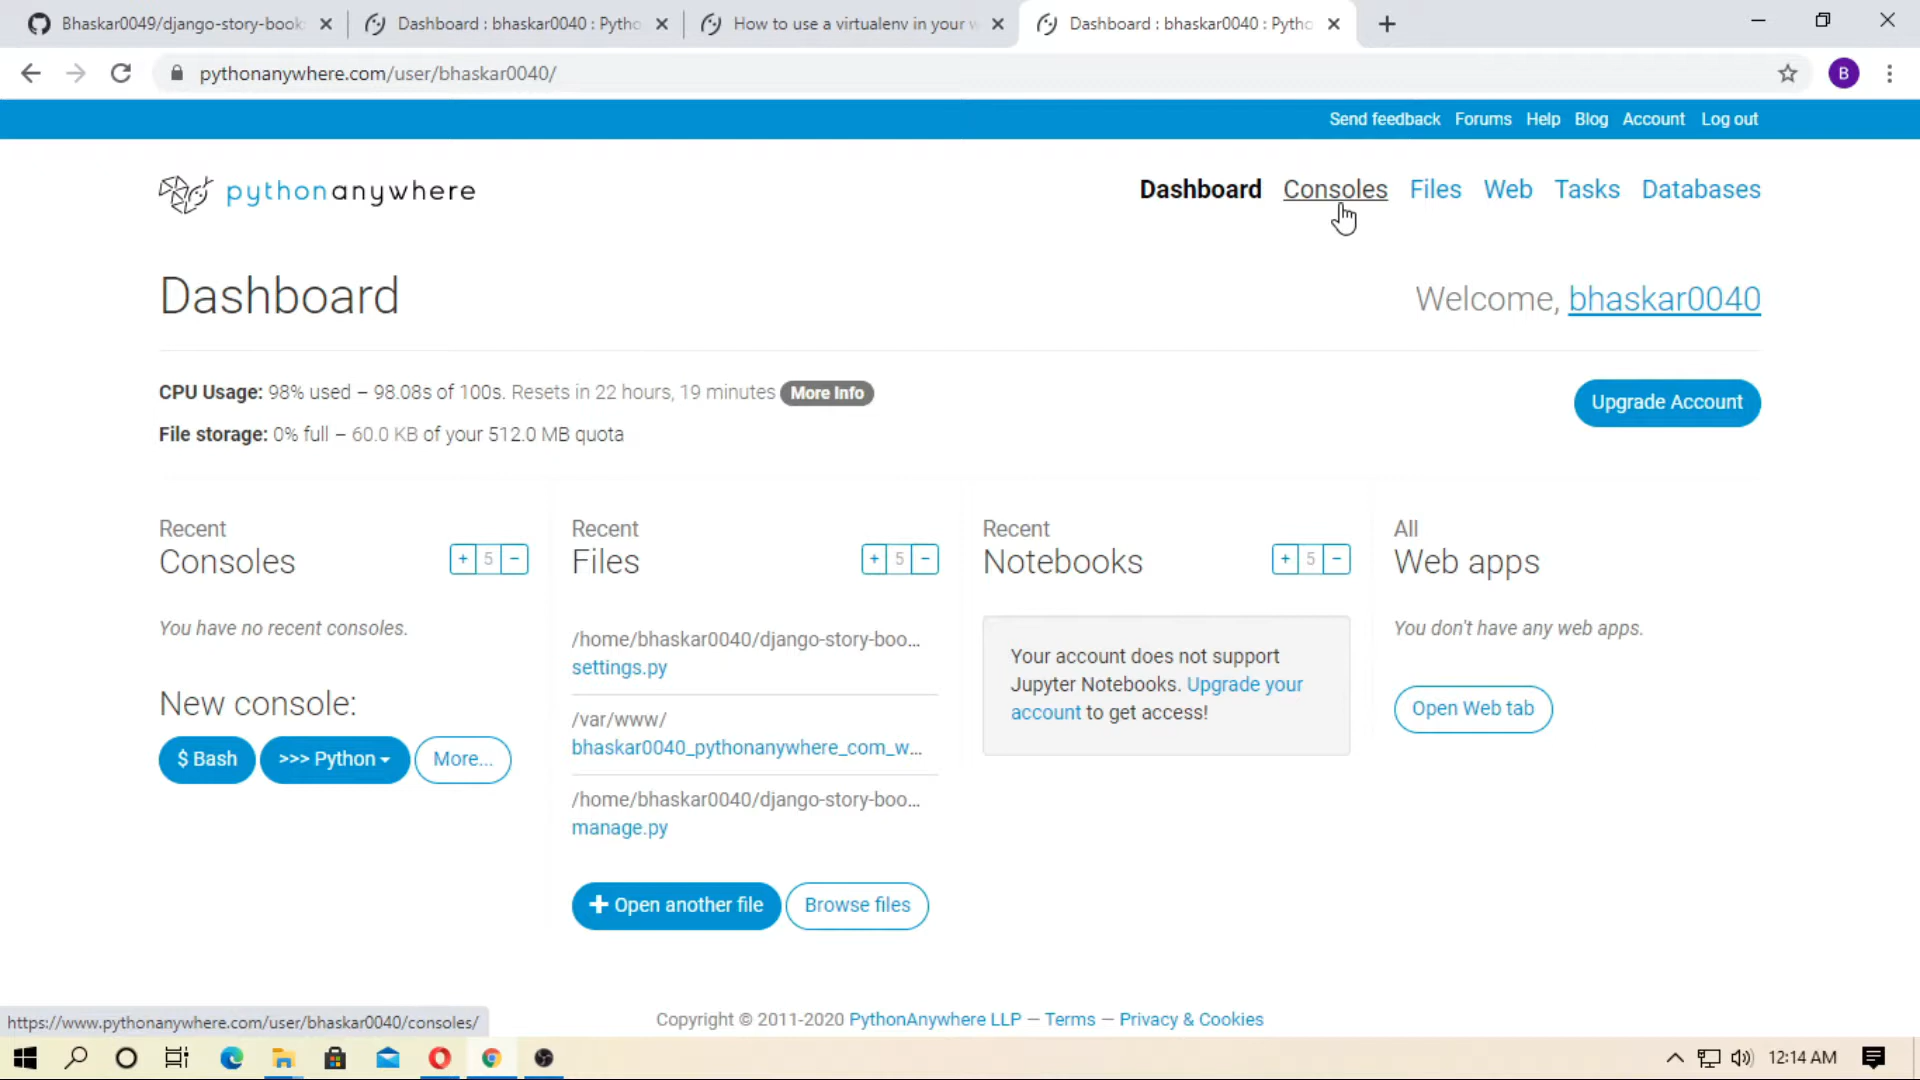 Bhaskar0049/django-story-book
Dashboard : bhaskar0040 : Pytho
How to use a virtualenv in your w
Dashboard : bhaskar0040 : Pytho
pythonanywhere.com/user/bhaskar0040/
B
Send feedback Forums Help Blog Account Log out
pythonanywhere
Dashboard Consoles Files Web Tasks Databases
Dashboard
Welcome, bhaskar0040
CPU Usage: 98% used – 98.08s of 100s. Resets in 22 hours, 19 minutes More Info
Upgrade Account
File storage: 0% full – 60.0 KB of your 512.0 MB quota
Recent
Consoles
+ 5 −
You have no recent consoles.
New console:
$ Bash
>>> Python
More...
Recent
Files
+ 5 −
/home/bhaskar0040/django-story-boo...
settings.py
/var/www/
bhaskar0040_pythonanywhere_com_w...
/home/bhaskar0040/django-story-boo...
manage.py
+ Open another file
Browse files
Recent
Notebooks
+ 5 −
Your account does not support
Jupyter Notebooks. Upgrade your
account to get access!
All
Web apps
You don't have any web apps.
Open Web tab
https://www.pythonanywhere.com/user/bhaskar0040/consoles/
Copyright © 2011-2020 PythonAnywhere LLP — Terms — Privacy & Cookies
12:14 AM